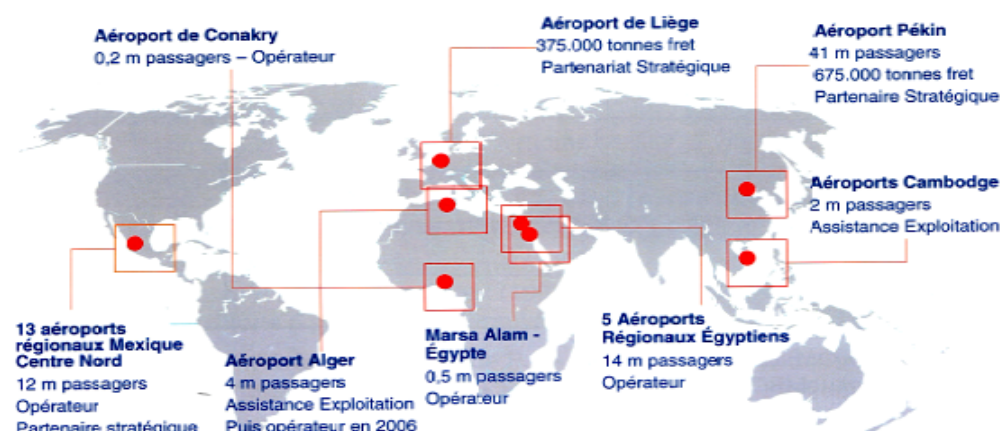 Aéroport de Conakry
0,2 m passagers – Opérateur
Aéroport de Liège
375.000 tonnes fret
Partenariat Stratégique
Aéroport Pékin
41 m passagers
675.000 tonnes fret
Partenaire Stratégique
Aéroports Cambodge
2 m passagers
Assistance Exploitation
13 aéroports
régionaux Mexique
Centre Nord
12 m passagers
Opérateur
Partenaire stratégique
Aéroport Alger
4 m passagers
Assistance Exploitation
Puis opérateur en 2006
Marsa Alam -
Égypte
0,5 m passagers
Opérateur
5 Aéroports
Régionaux Égyptiens
14 m passagers
Opérateur